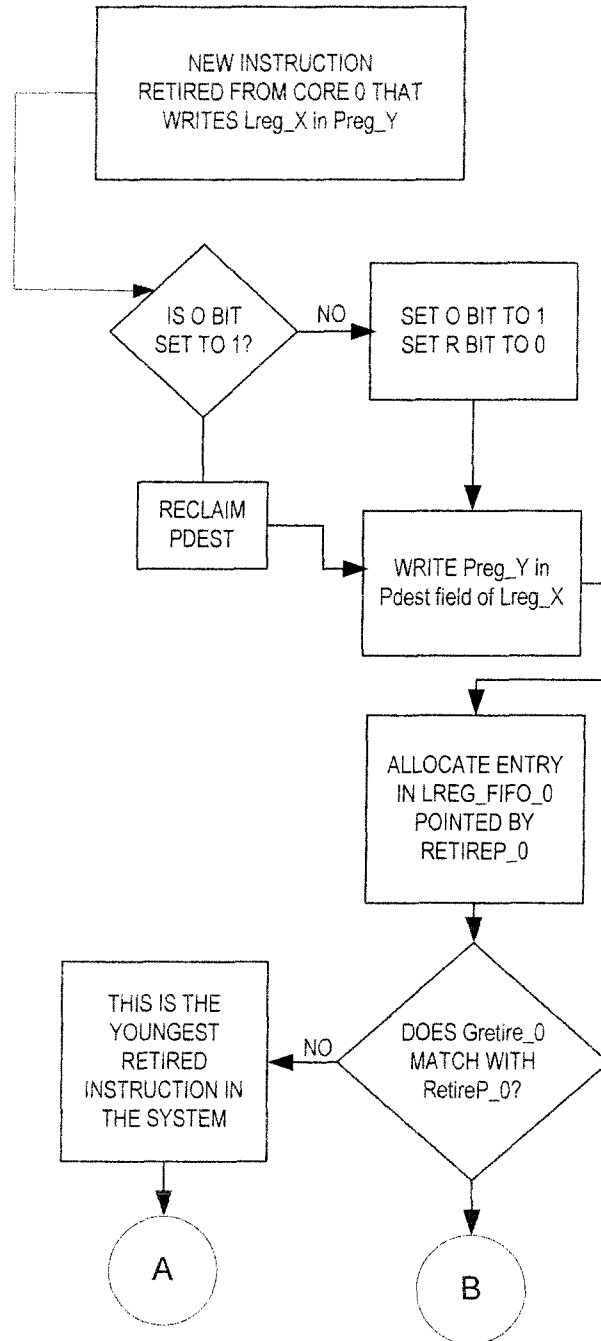 NEW INSTRUCTION
RETIRED FROM CORE 0 THAT
WRITES Lreg_X in Preg_Y
IS O BIT
SET TO 1?
NO
SET O BIT TO 1
SET R BIT TO 0
RECLAIM
PDEST
WRITE Preg_Y in
Pdest field of Lreg_X
ALLOCATE ENTRY
IN LREG_FIFO_0
POINTED BY
RETIREP_0
THIS IS THE
YOUNGEST
RETIRED
INSTRUCTION IN
THE SYSTEM
NO
DOES Gretire_0
MATCH WITH
RetireP_0?
A
B